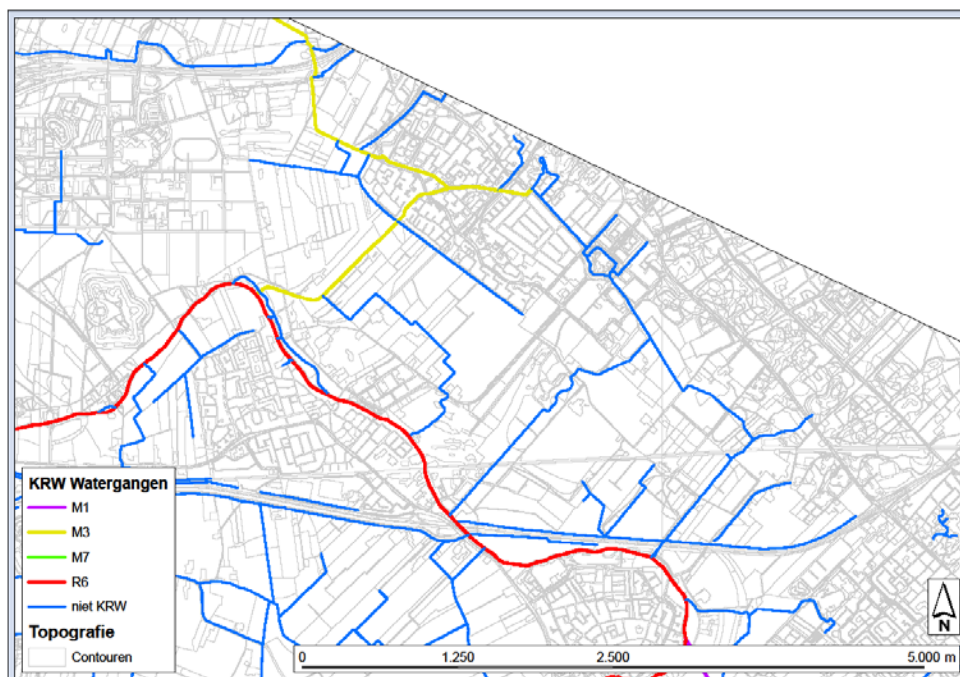 KRW Watergangen
M1
M3
M7
R6
niet KRW
Topografie
Contouren
N
0 1.250 2.500 5.000 m